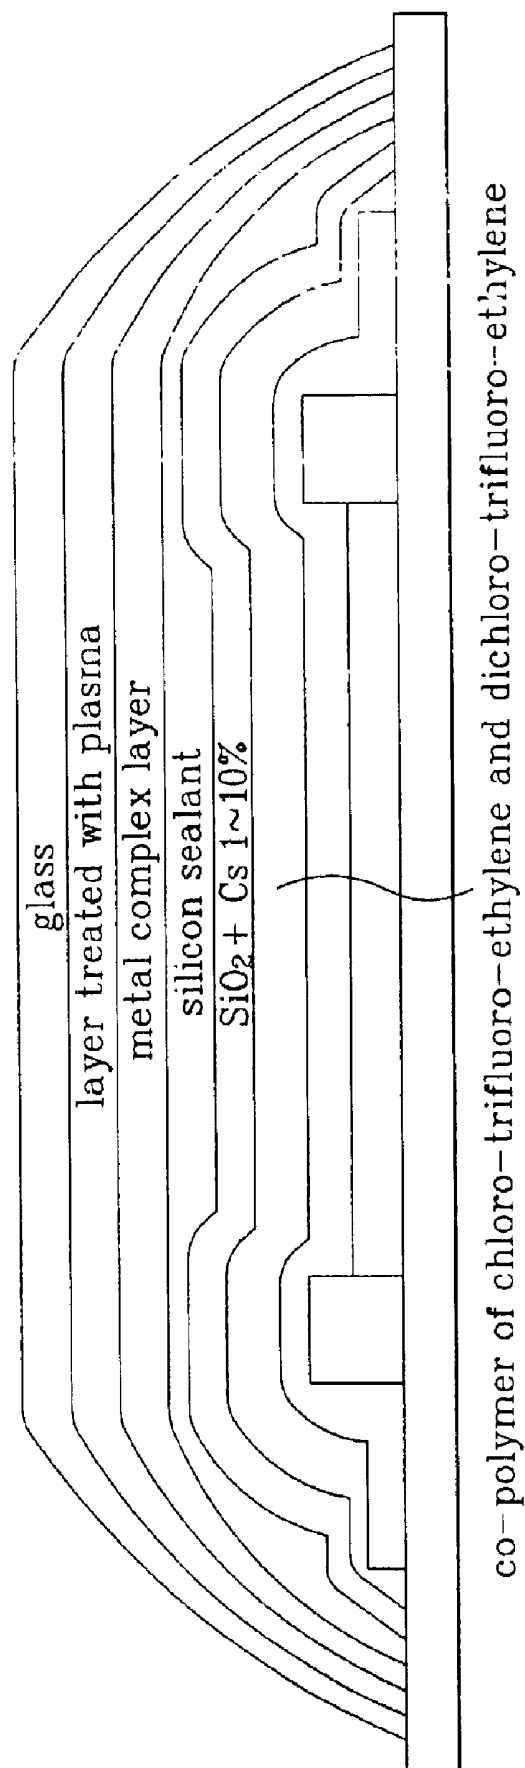 glass
layer treated with plasma
metal complex layer
silicon sealant
SiO₂ + Cs 1~10%
co-polymer of chloro-trifluoro-ethylene and dichloro-trifluoro-ethylene